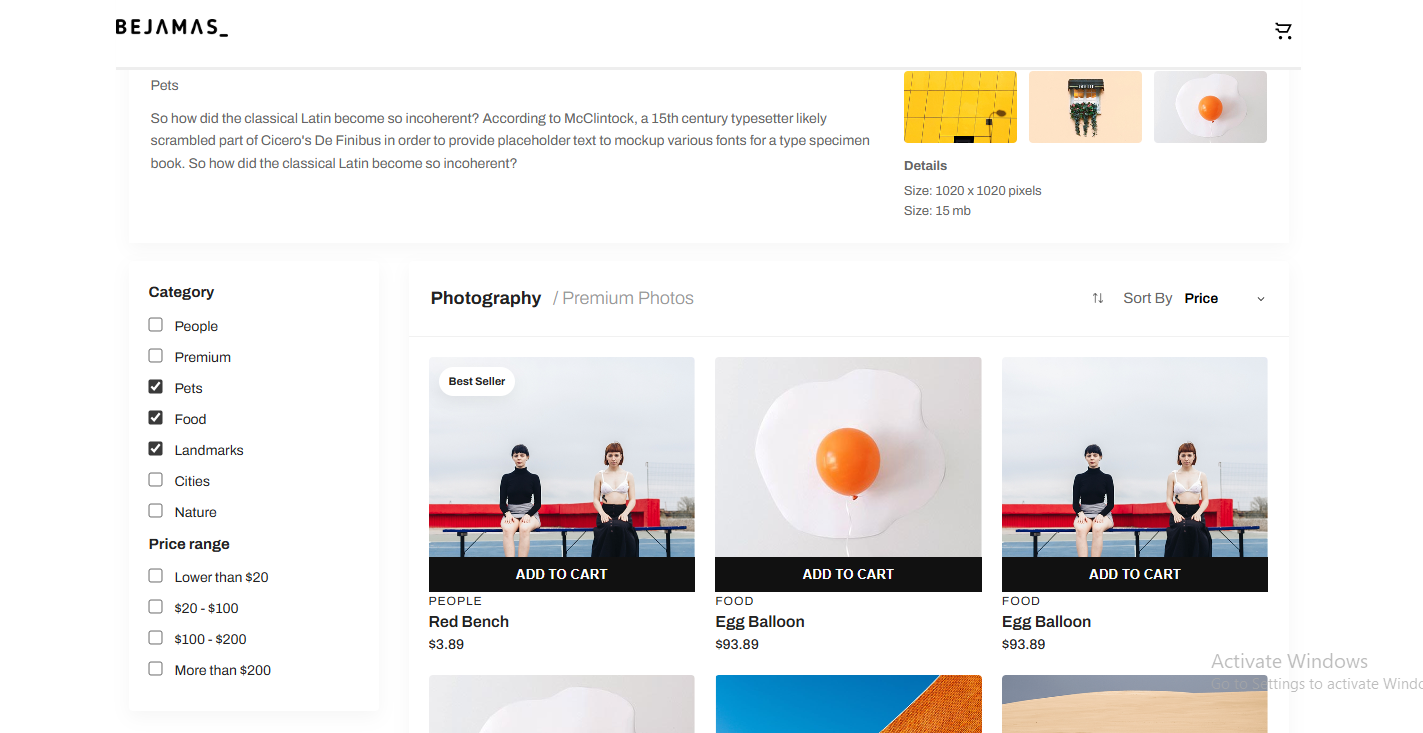 BEJAMAS_
Pets
So how did the classical Latin become so incoherent? According to McClintock, a 15th century typesetter likely
scrambled part of Cicero's De Finibus in order to provide placeholder text to mockup various fonts for a type specimen
book. So how did the classical Latin become so incoherent?
Details
Size: 1020 x 1020 pixels
Size: 15 mb
Category
People
Premium
Pets
Food
Landmarks
Cities
Nature
Price range
Lower than $20
$20 - $100
$100 - $200
More than $200
Photography / Premium Photos
Sort By Price
Best Seller
ADD TO CART
PEOPLE
Red Bench
$3.89
ADD TO CART
FOOD
Egg Balloon
$93.89
ADD TO CART
FOOD
Egg Balloon
$93.89
Activate Windows
Go to Settings to activate Windo